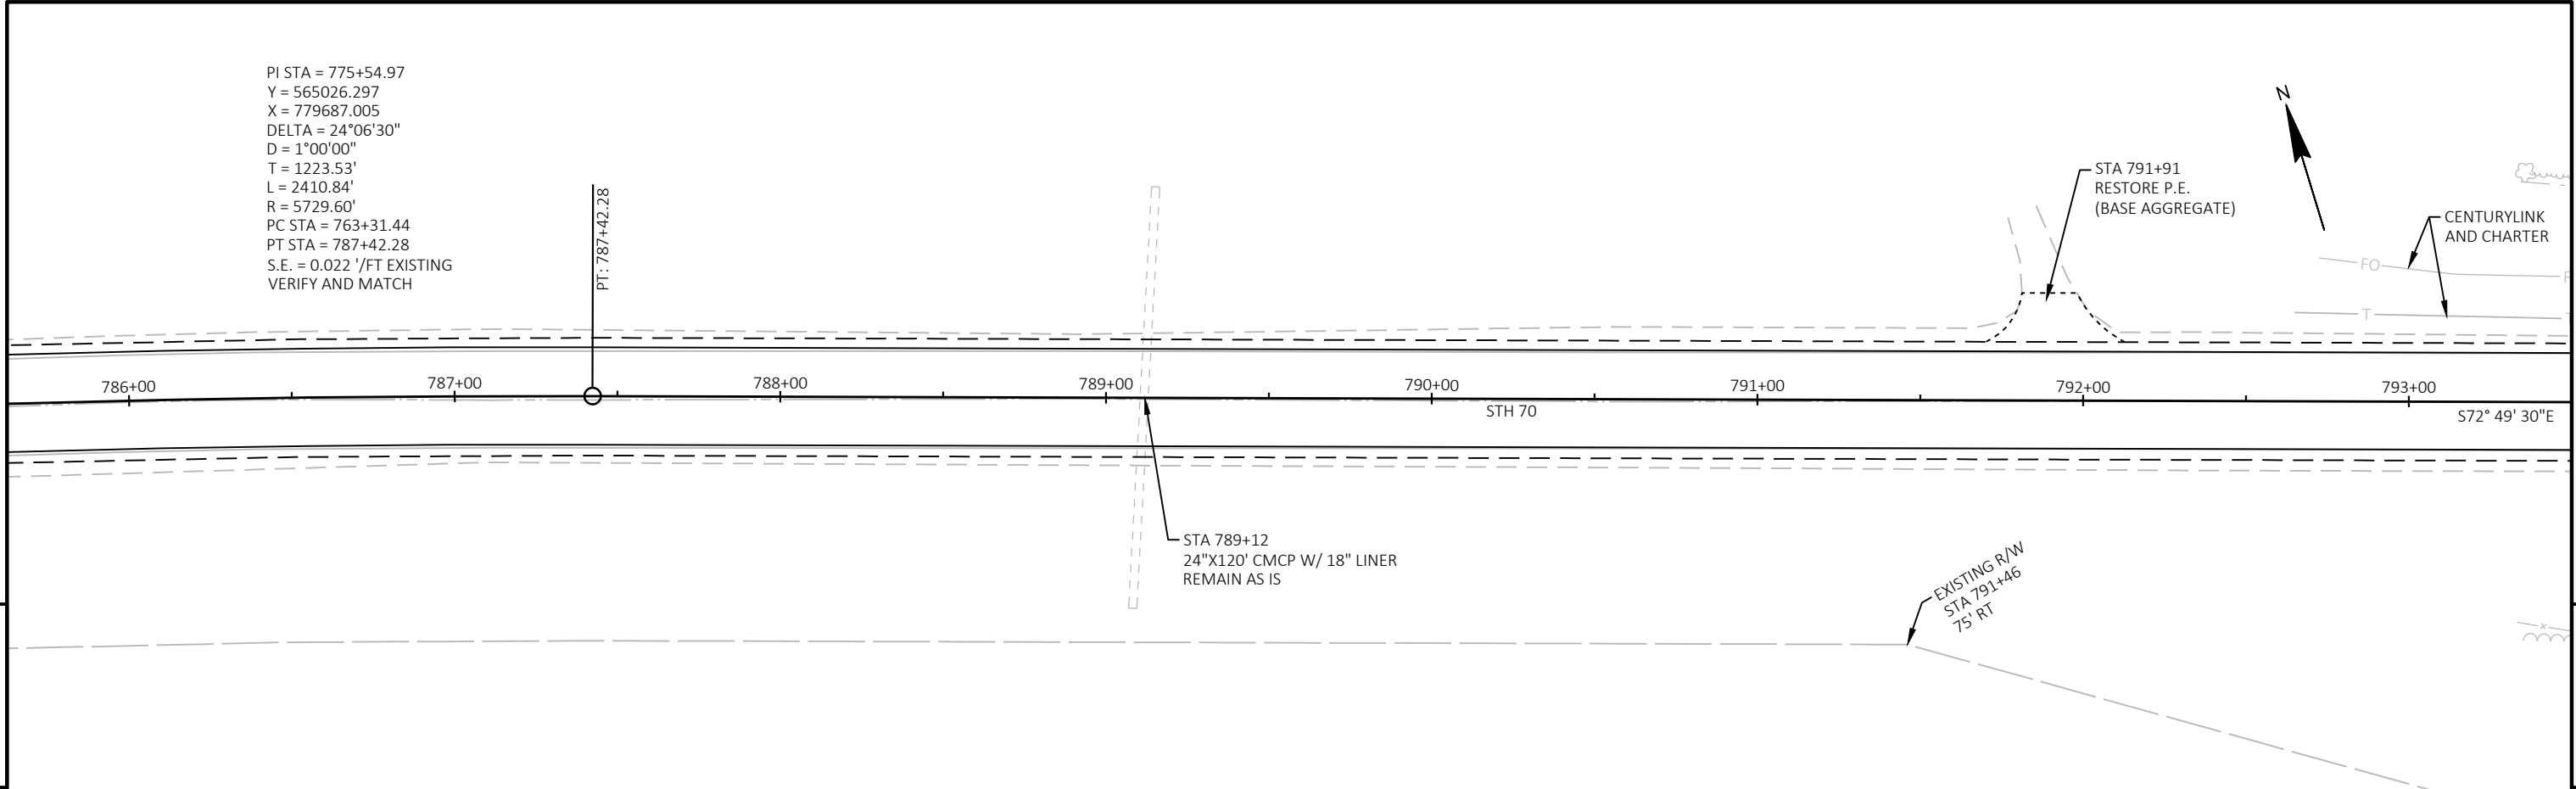 PI STA = 775+54.97
Y = 565026.297
X = 779687.005
DELTA = 24°06'30"
D = 1°00'00"
T = 1223.53'
L = 2410.84'
R = 5729.60'
PC STA = 763+31.44
PT STA = 787+42.28
S.E. = 0.022 '/FT EXISTING
VERIFY AND MATCH
PT: 787+42.28
N
STA 791+91
RESTORE P.E.
(BASE AGGREGATE)
CENTURYLINK
AND CHARTER
FO
T
786+00
787+00
788+00
789+00
790+00
791+00
792+00
793+00
STH 70
S72° 49' 30"E
STA 789+12
24"X120' CMCP W/ 18" LINER
REMAIN AS IS
EXISTING R/W
STA 791+46
75' RT